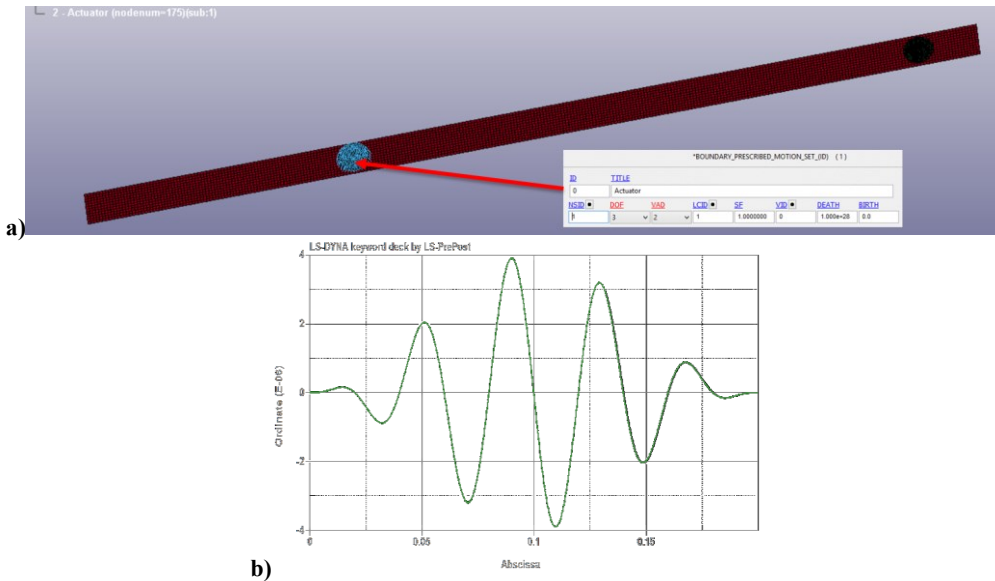 2 - Actuator (nodenum=175)(sub:1)
*BOUNDARY_PRESCRIBED_MOTION_SET_(ID) (1)
ID TITLE
0 Actuator
NSID DOF VAD LCID SF VID DEATH BIRTH
1 3 2 1 1.0000000 0 1.000e+28 0.0
a)
LS-DYNA keyword deck by LS-PrePost
4
2
0
-2
-4
Ordinate (E-06)
0 0.05 0.1 0.15
Abscissa
b)